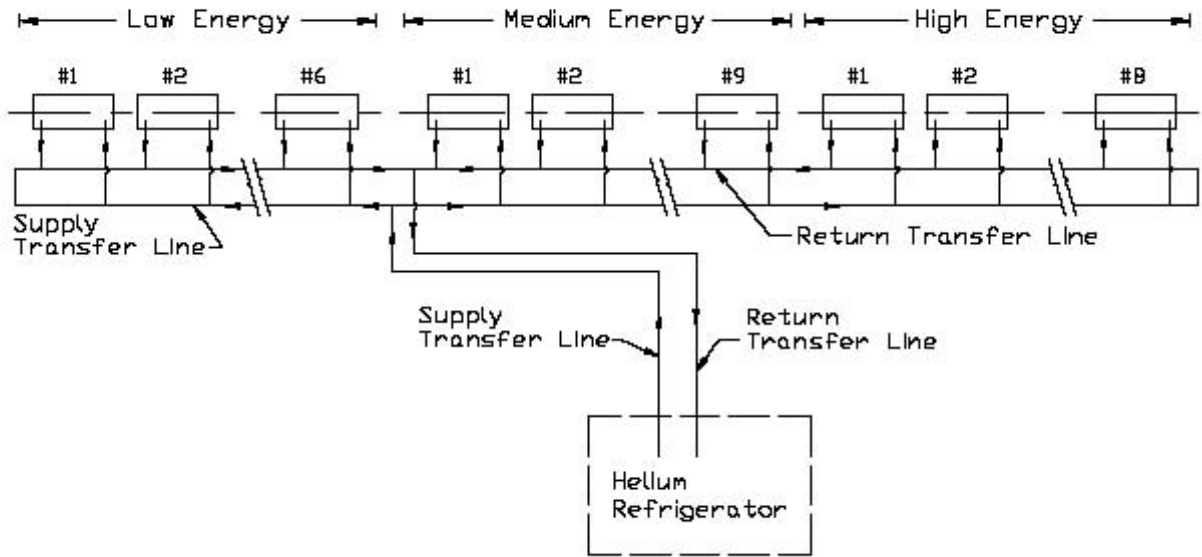 Low Energy Medium Energy High Energy
#1 #2 #6 #1 #2 #9 #1 #2 #8
Supply
Transfer Line
Return Transfer Line
Supply
Transfer Line
Return
Transfer Line
Helium
Refrigerator